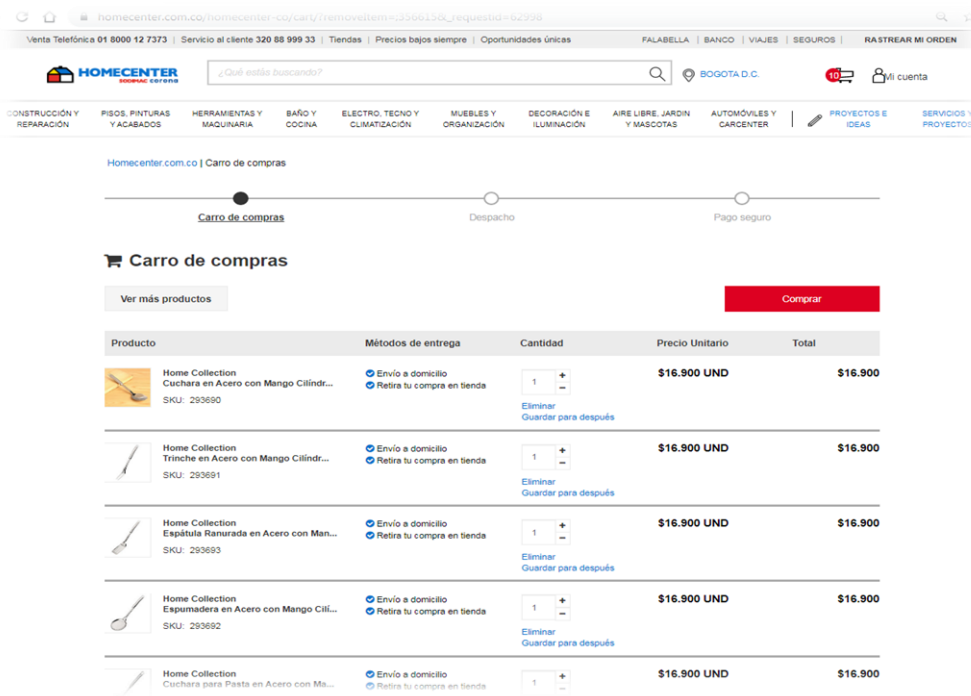 homecenter.com.co/homecenter-co/cart/?removeItem=;556615&_requestid=62998
Venta Telefónica 01 8000 12 7373 | Servicio al cliente 320 88 999 33 | Tiendas | Precios bajos siempre | Oportunidades únicas FALABELLA | BANCO | VIAJES | SEGUROS | RASTREAR MI ORDEN
HOMECENTER
SODIMAC corona
¿Qué estás buscando?
BOGOTA D.C.
10
Mi cuenta
CONSTRUCCIÓN Y REPARACIÓN
PISOS, PINTURAS Y ACABADOS
HERRAMIENTAS Y MAQUINARIA
BAÑO Y COCINA
ELECTRO, TECNO Y CLIMATIZACIÓN
MUEBLES Y ORGANIZACIÓN
DECORACIÓN E ILUMINACIÓN
AIRE LIBRE, JARDIN Y MASCOTAS
AUTOMÓVILES Y CARCENTER
PROYECTOS E IDEAS
SERVICIOS Y PROYECTOS
Homecenter.com.co | Carro de compras
Carro de compras Despacho Pago seguro
Carro de compras
Ver más productos Comprar
Producto Métodos de entrega Cantidad Precio Unitario Total
Home Collection
Cuchara en Acero con Mango Cilíndr...
SKU: 293690
Envío a domicilio
Retira tu compra en tienda
1 + −
Eliminar
Guardar para después
$16.900 UND $16.900
Home Collection
Trinche en Acero con Mango Cilíndr...
SKU: 293691
Envío a domicilio
Retira tu compra en tienda
1 + −
Eliminar
Guardar para después
$16.900 UND $16.900
Home Collection
Espátula Ranurada en Acero con Man...
SKU: 293693
Envío a domicilio
Retira tu compra en tienda
1 + −
Eliminar
Guardar para después
$16.900 UND $16.900
Home Collection
Espumadera en Acero con Mango Cilí...
SKU: 293692
Envío a domicilio
Retira tu compra en tienda
1 + −
Eliminar
Guardar para después
$16.900 UND $16.900
Home Collection
Cuchara para Pasta en Acero con Ma...
Envío a domicilio
Retira tu compra en tienda
1 + −
$16.900 UND $16.900